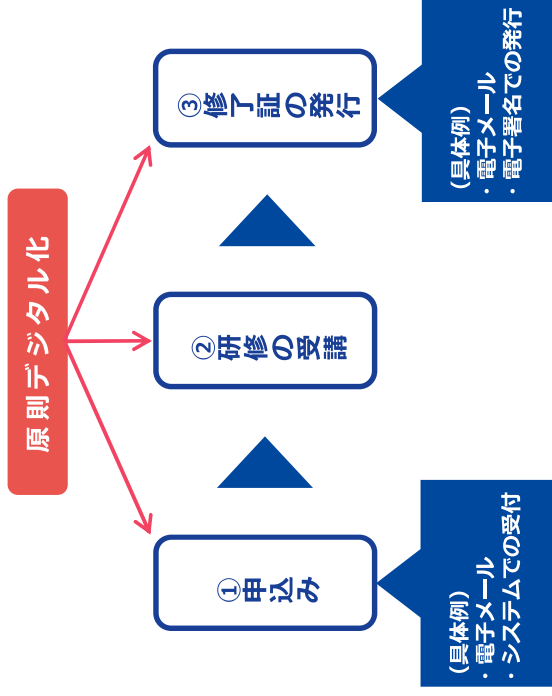 原則デジタル化
①申込み
②研修の受講
③修了証の発行
（具体例）
・電子メール
・システムでの受付
（具体例）
・電子メール
・電子署名での発行